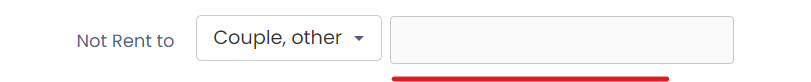 Not Rent to Couple, other